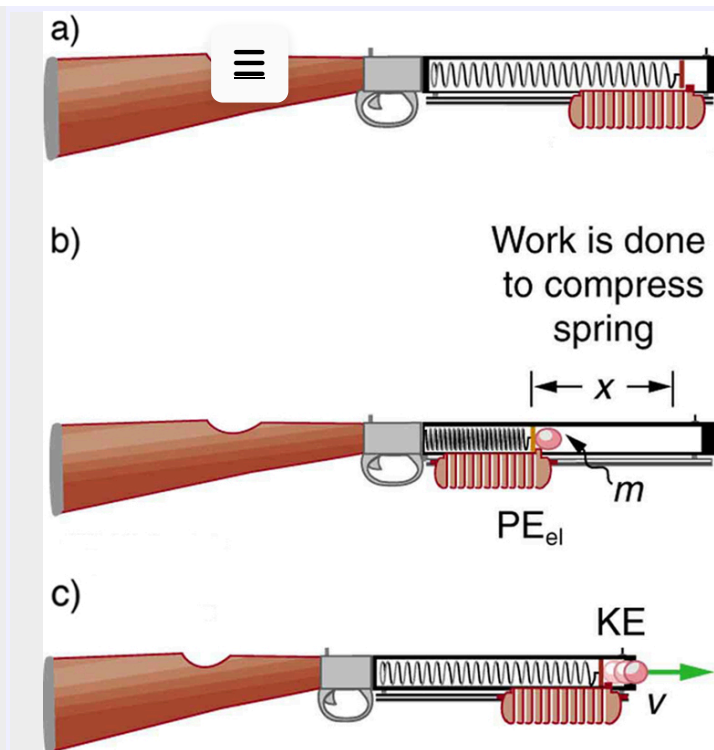 a)
b)
Work is done
to compress
spring
x
m
PEel
c)
KE
v